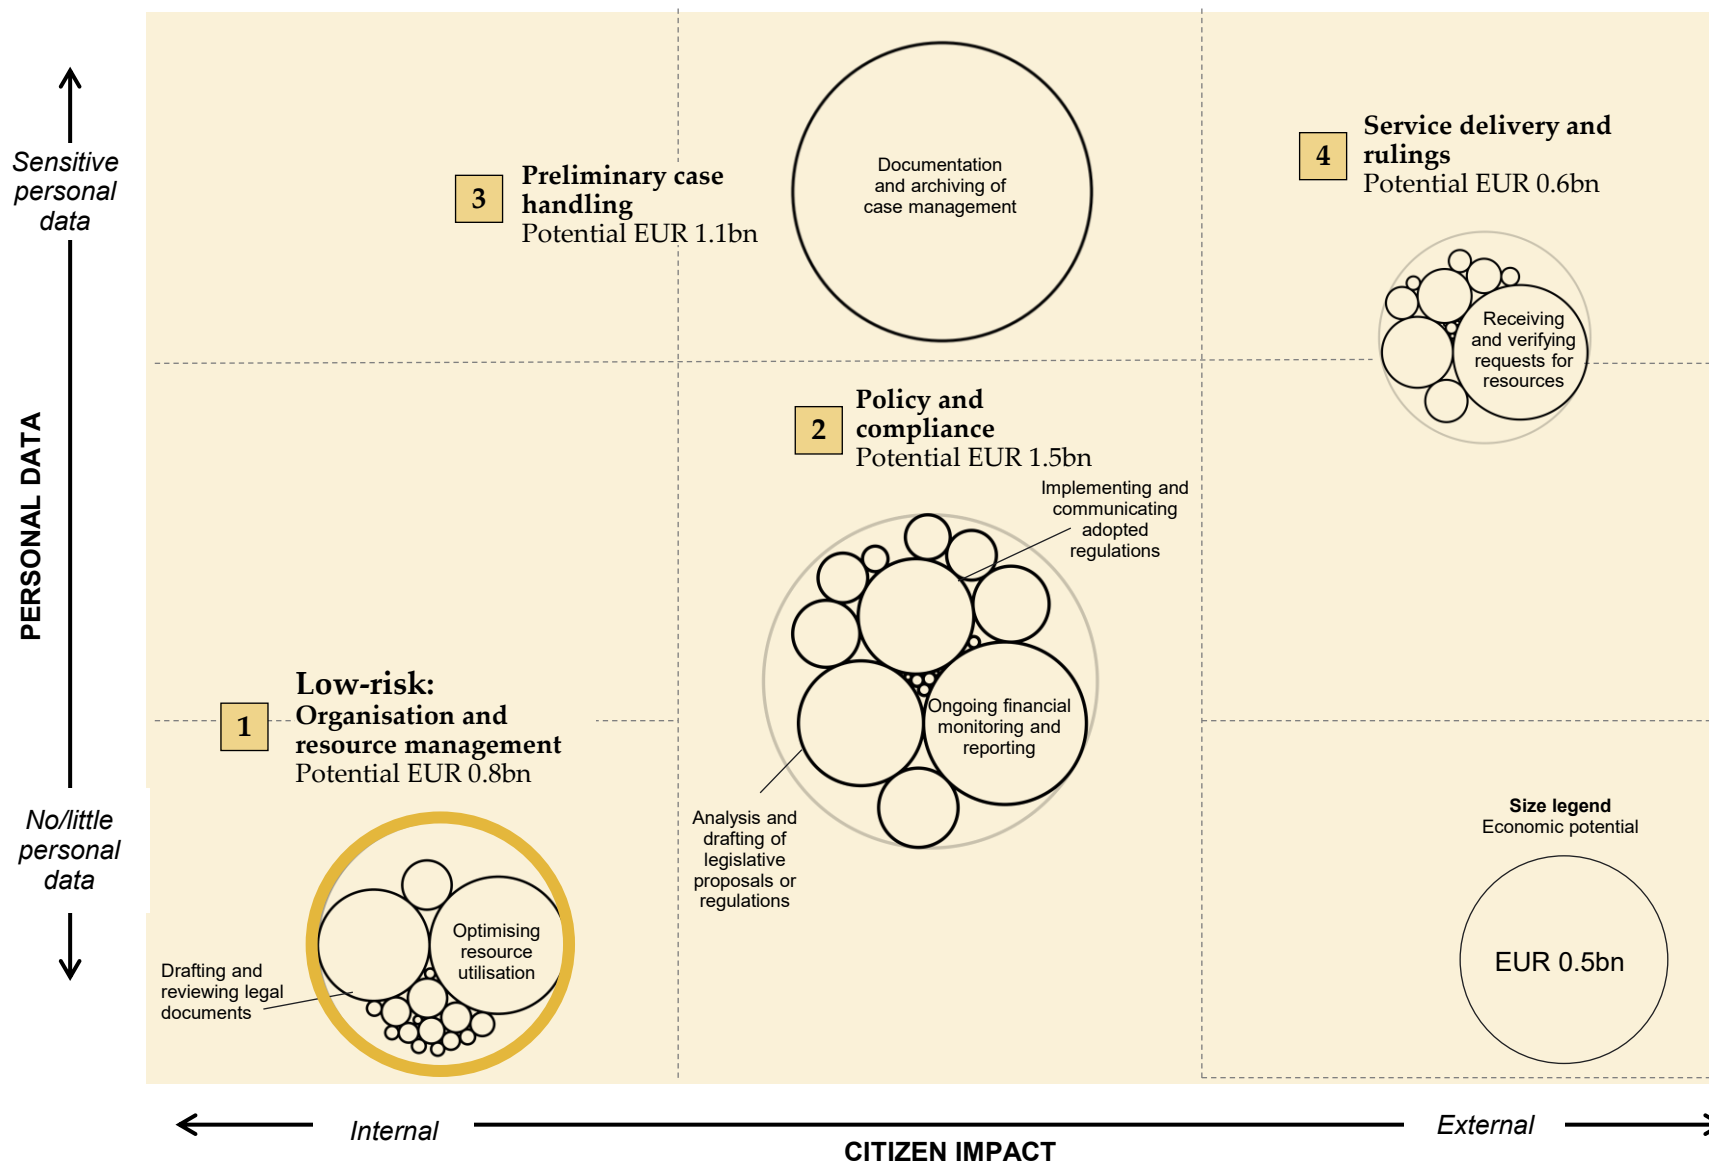 Sensitive
personal
data
PERSONAL DATA
No/little
personal
data
3
Preliminary case
handling
Potential EUR 1.1bn
Documentation
and archiving of
case management
4
Service delivery and
rulings
Potential EUR 0.6bn
Receiving
and verifying
requests for
resources
2
Policy and
compliance
Potential EUR 1.5bn
Implementing and
communicating
adopted
regulations
Ongoing financial
monitoring and
reporting
Analysis and
drafting of
legislative
proposals or
regulations
1
Low-risk:
Organisation and
resource management
Potential EUR 0.8bn
Optimising
resource
utilisation
Drafting and
reviewing legal
documents
Size legend
Economic potential
EUR 0.5bn
Internal
CITIZEN IMPACT
External